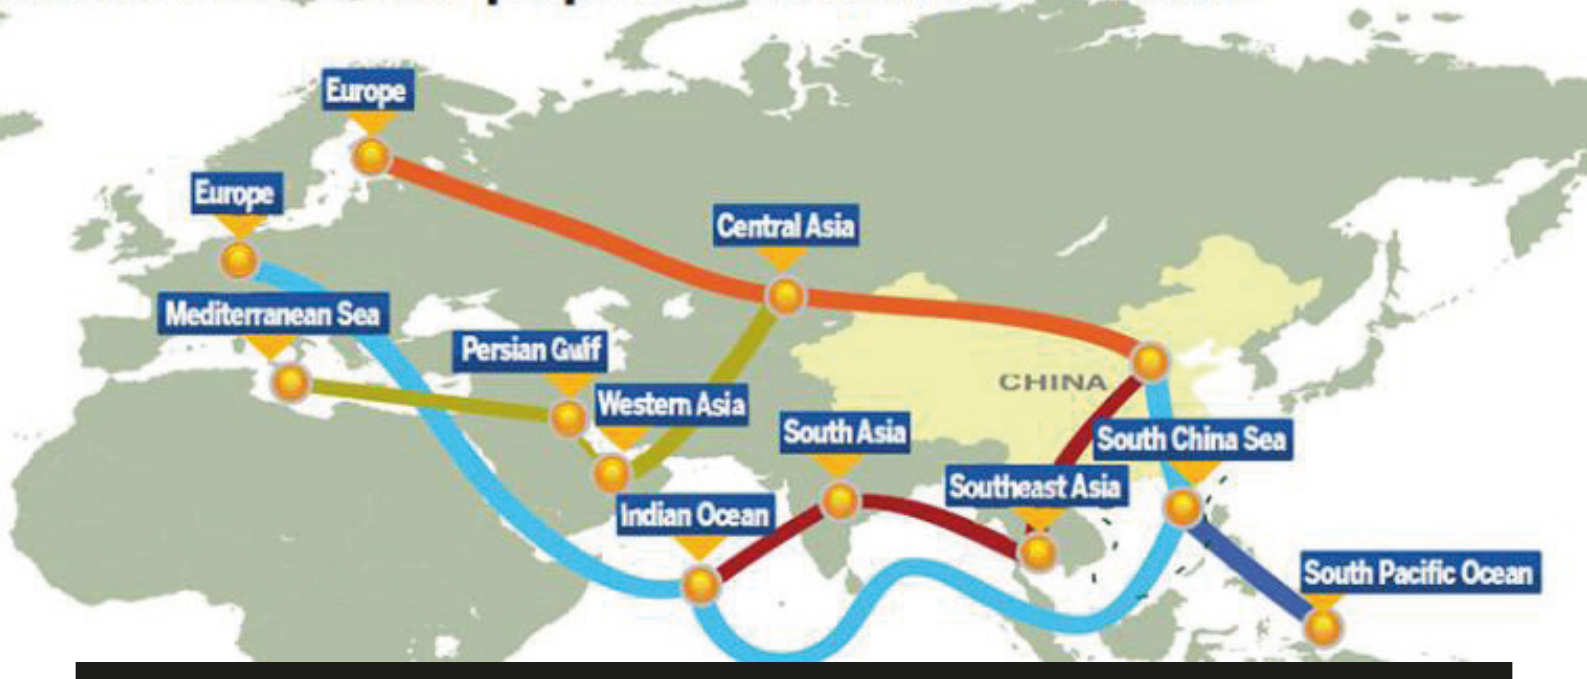 Europe
Europe
Central Asia
Mediterranean Sea
Persian Gulf
Western Asia
CHINA
South Asia
South China Sea
Southeast Asia
Indian Ocean
South Pacific Ocean